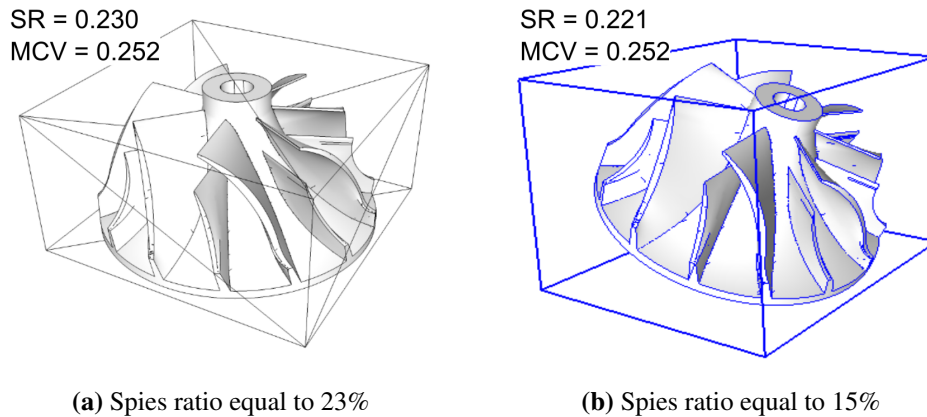 SR = 0.230
MCV = 0.252
SR = 0.221
MCV = 0.252
(a) Spies ratio equal to 23%
(b) Spies ratio equal to 15%